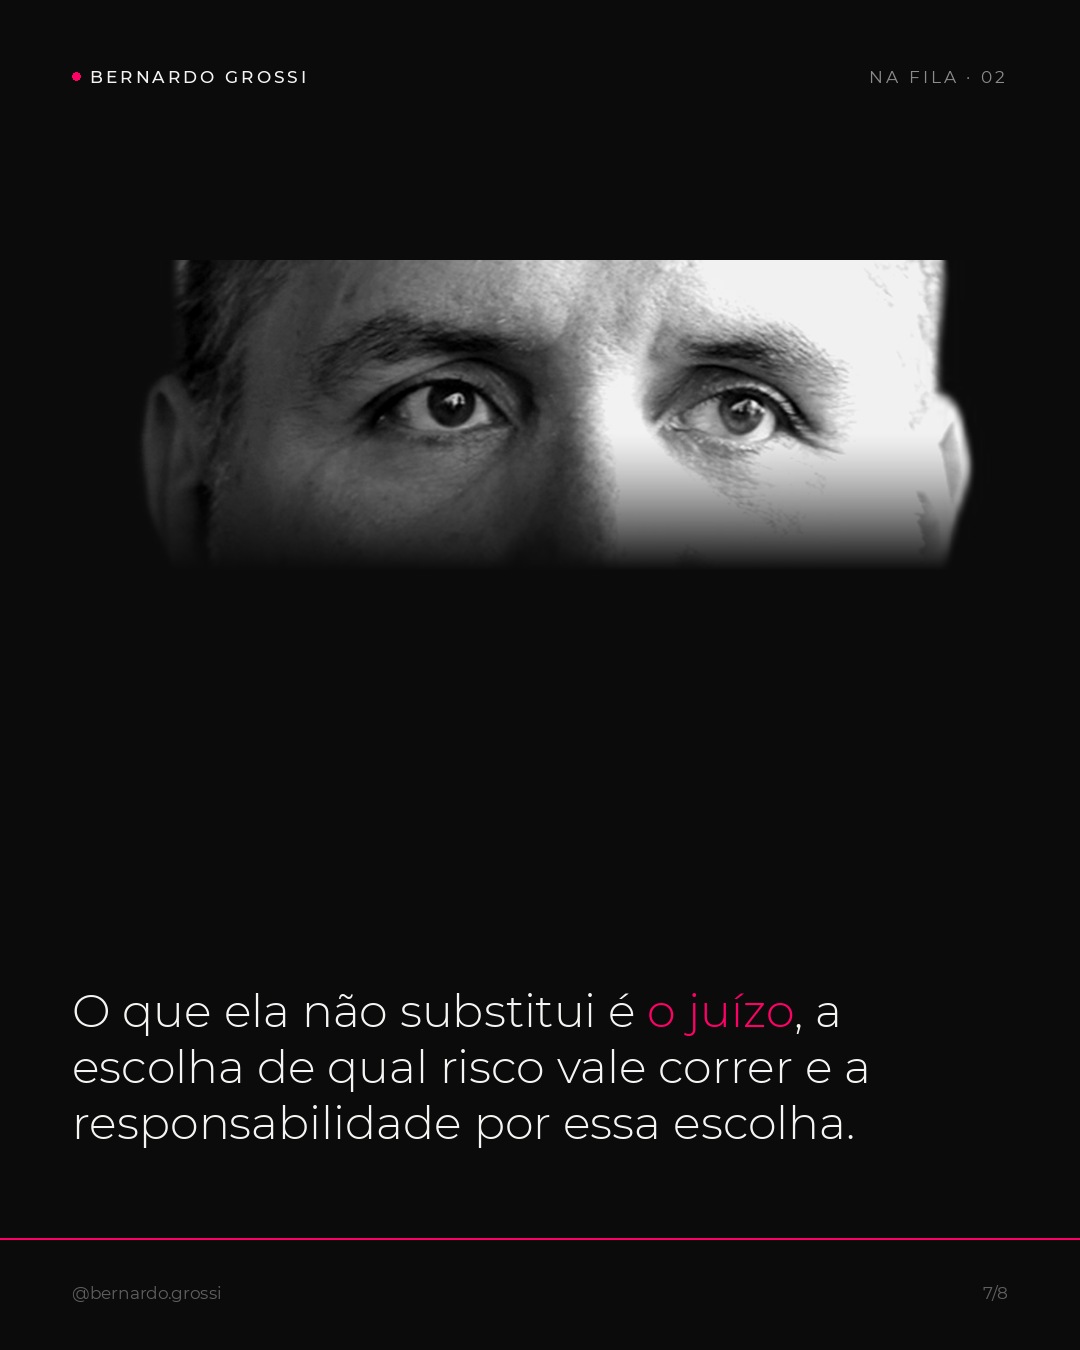 BERNARDO GROSSI
NA FILA · 02
O que ela não substitui é o juízo, a
escolha de qual risco vale correr e a
responsabilidade por essa escolha.
@bernardo.grossi
7/8